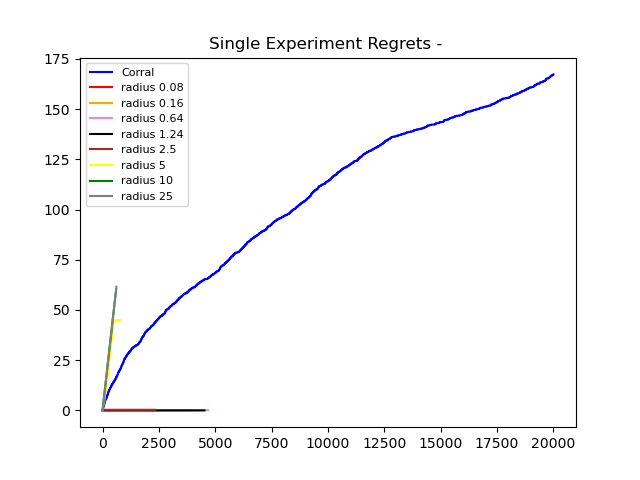 Single Experiment Regrets -
175
150
125
100
75
50
25
0
Corral
radius 0.08
radius 0.16
radius 0.64
radius 1.24
radius 2.5
radius 5
radius 10
radius 25
0 2500 5000 7500 10000 12500 15000 17500 20000